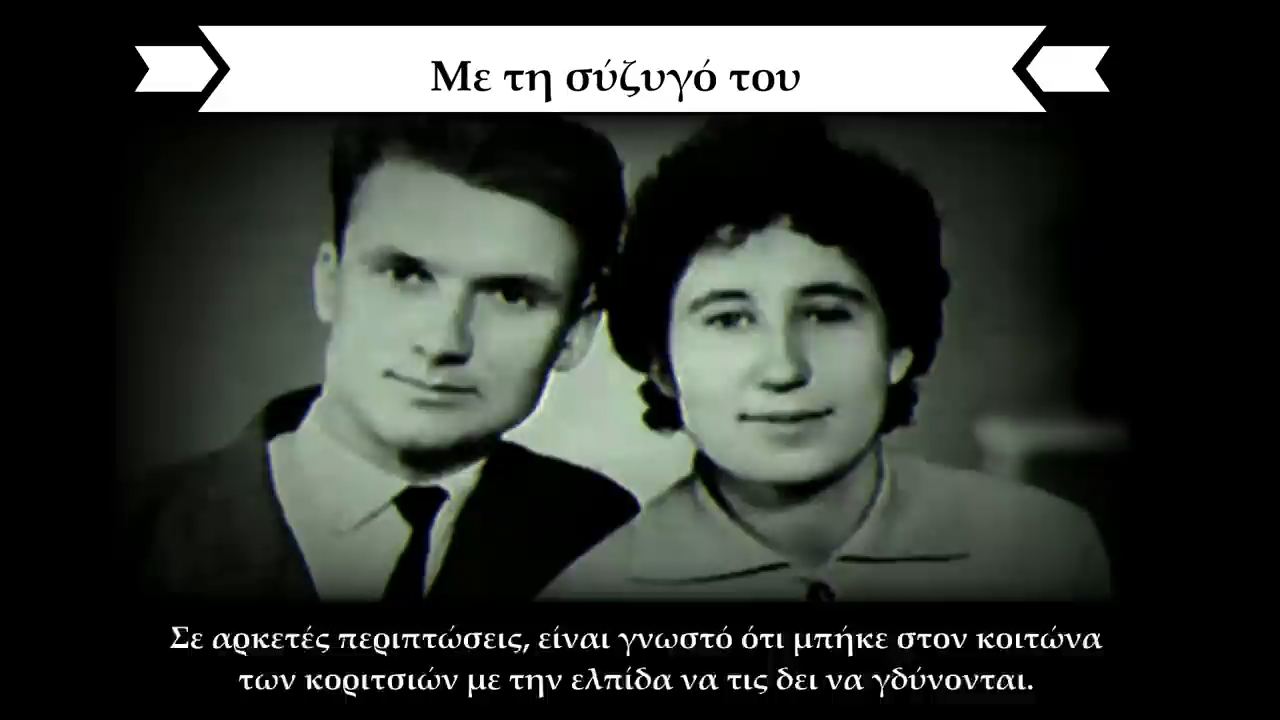 Με τη σύζυγό του
Σε αρκετές περιπτώσεις, είναι γνωστό ότι μπήκε στον κοιτώνα
των κοριτσιών με την ελπίδα να τις δει να γδύνονται.